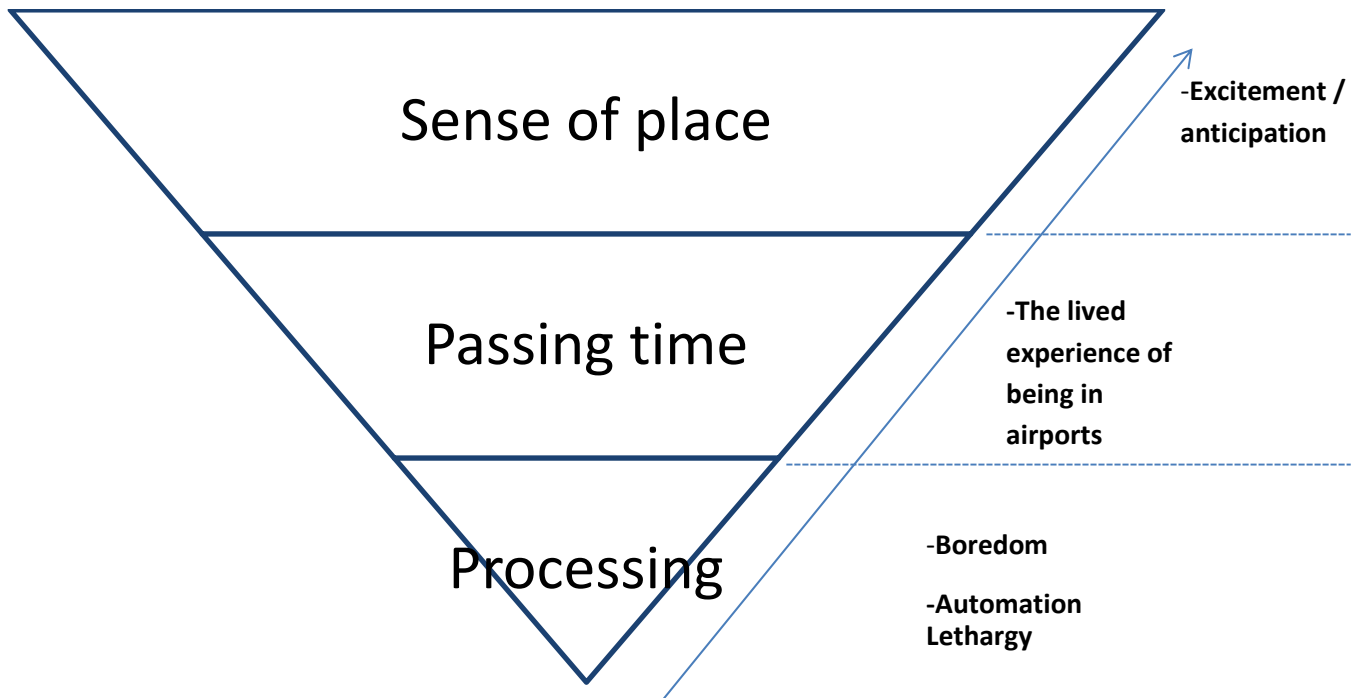 Sense of place
-Excitement /
anticipation
Passing time
-The lived
experience of
being in
airports
Processing
-Boredom
-Automation
Lethargy